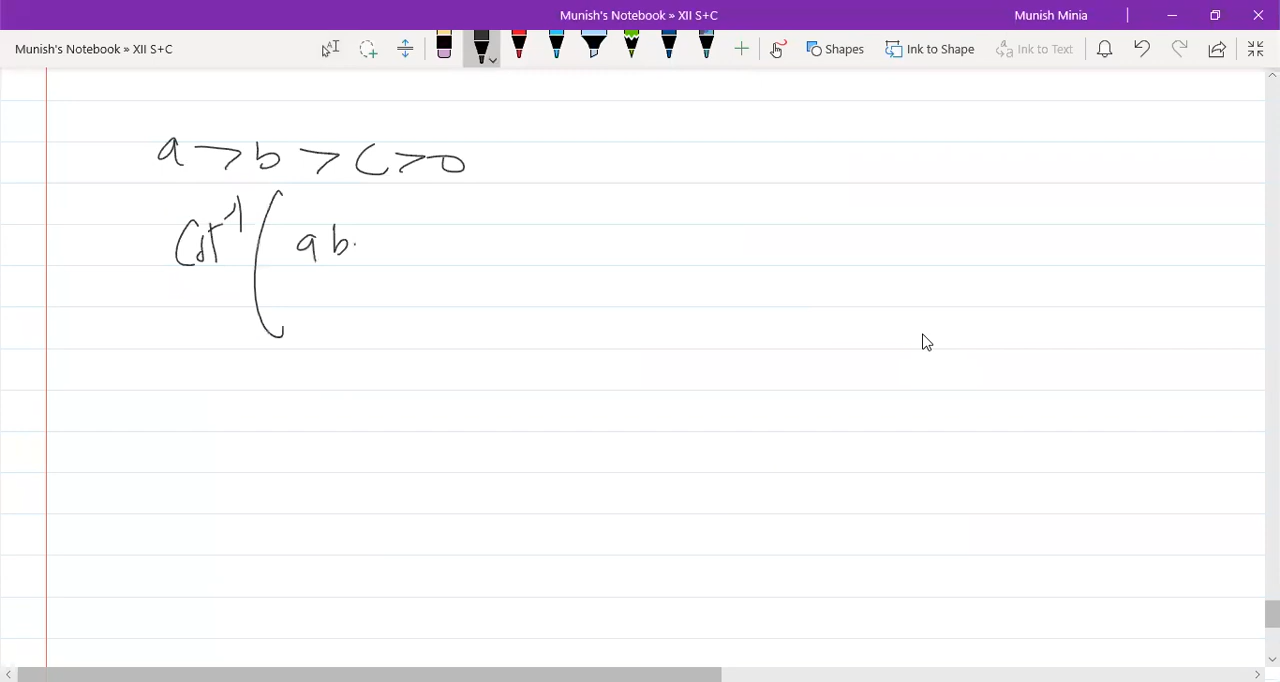 Munish's Notebook » XII S+C
Munish Minia
Munish's Notebook » XII S+C
Shapes
Ink to Shape
Ink to Text
a > b > c > 0
Cot⁻¹ ( ab